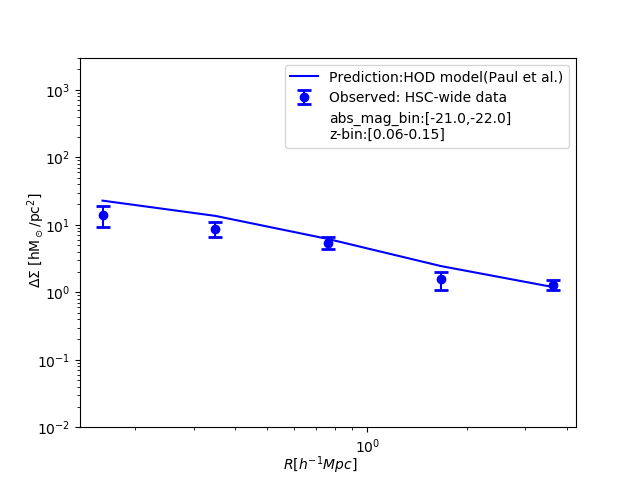 Prediction:HOD model(Paul et al.)
Observed: HSC-wide data
abs_mag_bin:[-21.0,-22.0]
z-bin:[0.06-0.15]
10³
10²
10¹
10⁰
10⁻¹
10⁻²
ΔΣ [hM⊙/pc²]
10⁰
R[h⁻¹Mpc]